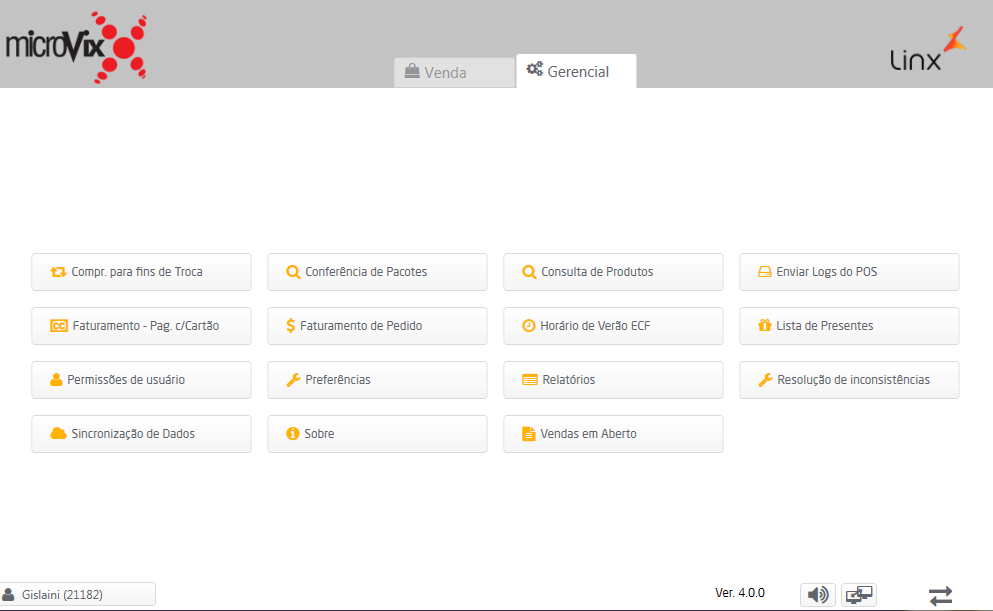 microVix
Venda
Gerencial
Linx
Compr. para fins de Troca
Conferência de Pacotes
Consulta de Produtos
Enviar Logs do POS
CC Faturamento - Pag. c/Cartão
$ Faturamento de Pedido
Horário de Verão ECF
Lista de Presentes
Permissões de usuário
Preferências
Relatórios
Resolução de inconsistências
Sincronização de Dados
Sobre
Vendas em Aberto
Gislaini (21182)
Ver. 4.0.0